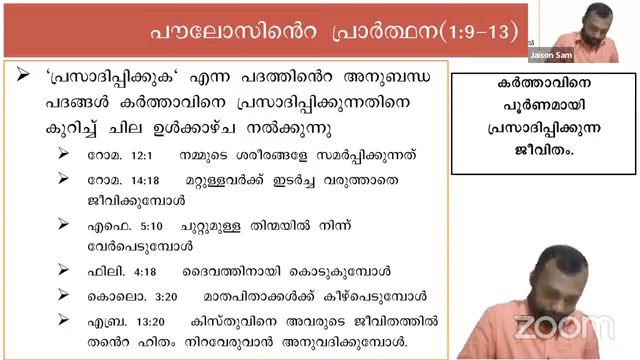 പൗലോസിൻെറ പ്രാർത്ഥന(1:9-13)
Jaison Sam
'പ്രസാദിപ്പിക്കുക' എന്ന പദത്തിൻെറ അനുബന്ധ
പദങ്ങൾ കർത്താവിനെ പ്രസാദിപ്പിക്കുന്നതിനെ
കുറിച്ച് ചില ഉൾക്കാഴ്ച നൽക്കുന്നു
റോമ. 12:1 നമ്മുടെ ശരീരങ്ങളേ സമർപ്പിക്കുന്നത്
റോമ. 14:18 മറ്റുള്ളവർക്ക് ഇടർച്ച വരുത്താതെ
ജീവിക്കുമ്പോൾ
എഫെ. 5:10 ചുറ്റുമുള്ള തിന്മയിൽ നിന്ന്
വേർപെടുമ്പോൾ
ഫിലി. 4:18 ദൈവത്തിനായി കൊടുകുമ്പോൾ
കൊലൊ. 3:20 മാതപിതാക്കൾക്ക് കീഴ്പെടുമ്പോൾ
എബ്ര. 13:20 കിസ്തുവിനെ അവരുടെ ജീവിതത്തിൽ
തൻെറ ഹിതം നിറവേരുവാൻ അനുവദിക്കുമ്പോൾ.
കർത്താവിനെ
പൂർണമായി
പ്രസാദിപ്പിക്കുന്ന
ജീവിതം.
zoom